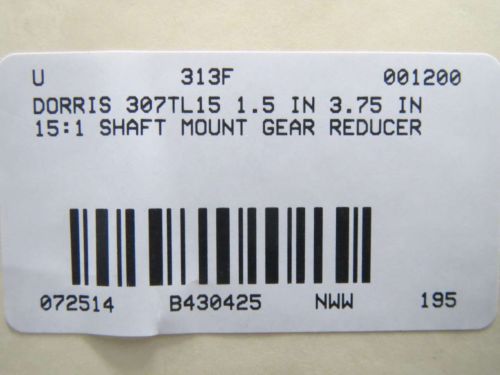 U 313F 001200
DORRIS 307TL15 1.5 IN 3.75 IN
15:1 SHAFT MOUNT GEAR REDUCER
072514 B430425 NWW 195